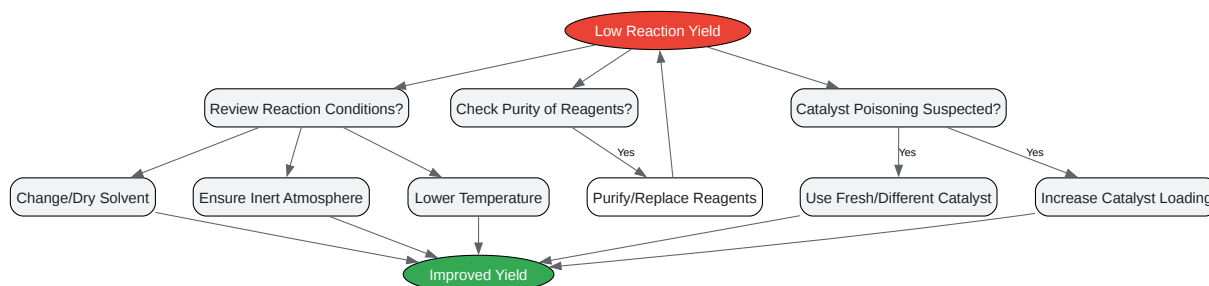 Low Reaction Yield
Review Reaction Conditions?
Check Purity of Reagents?
Catalyst Poisoning Suspected?
Yes
Yes
Yes
Change/Dry Solvent
Ensure Inert Atmosphere
Lower Temperature
Purify/Replace Reagents
Use Fresh/Different Catalyst
Increase Catalyst Loading
Improved Yield